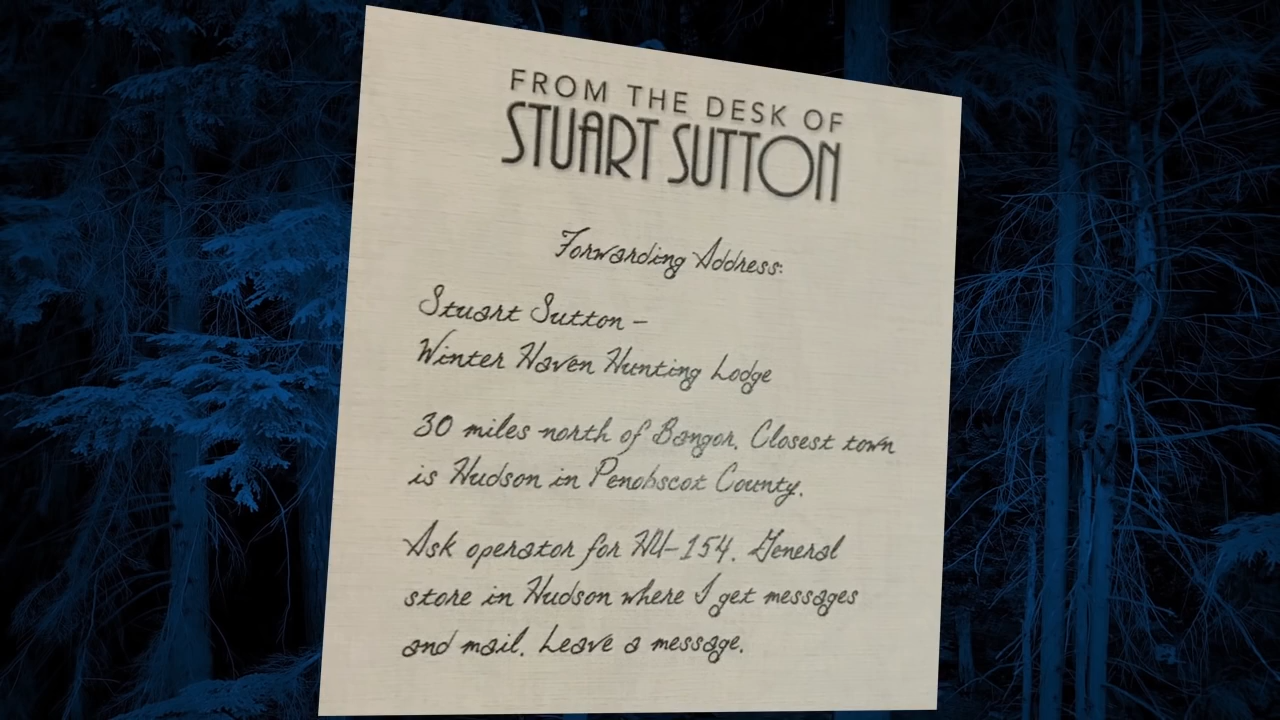 FROM THE DESK OF
STUART SUTTON
Forwarding Address:
Stuart Sutton -
Winter Haven Hunting Lodge
30 miles north of Bangor. Closest town
is Hudson in Penobscot County.
Ask operator for HU-154. General
store in Hudson where I get messages
and mail. Leave a message.